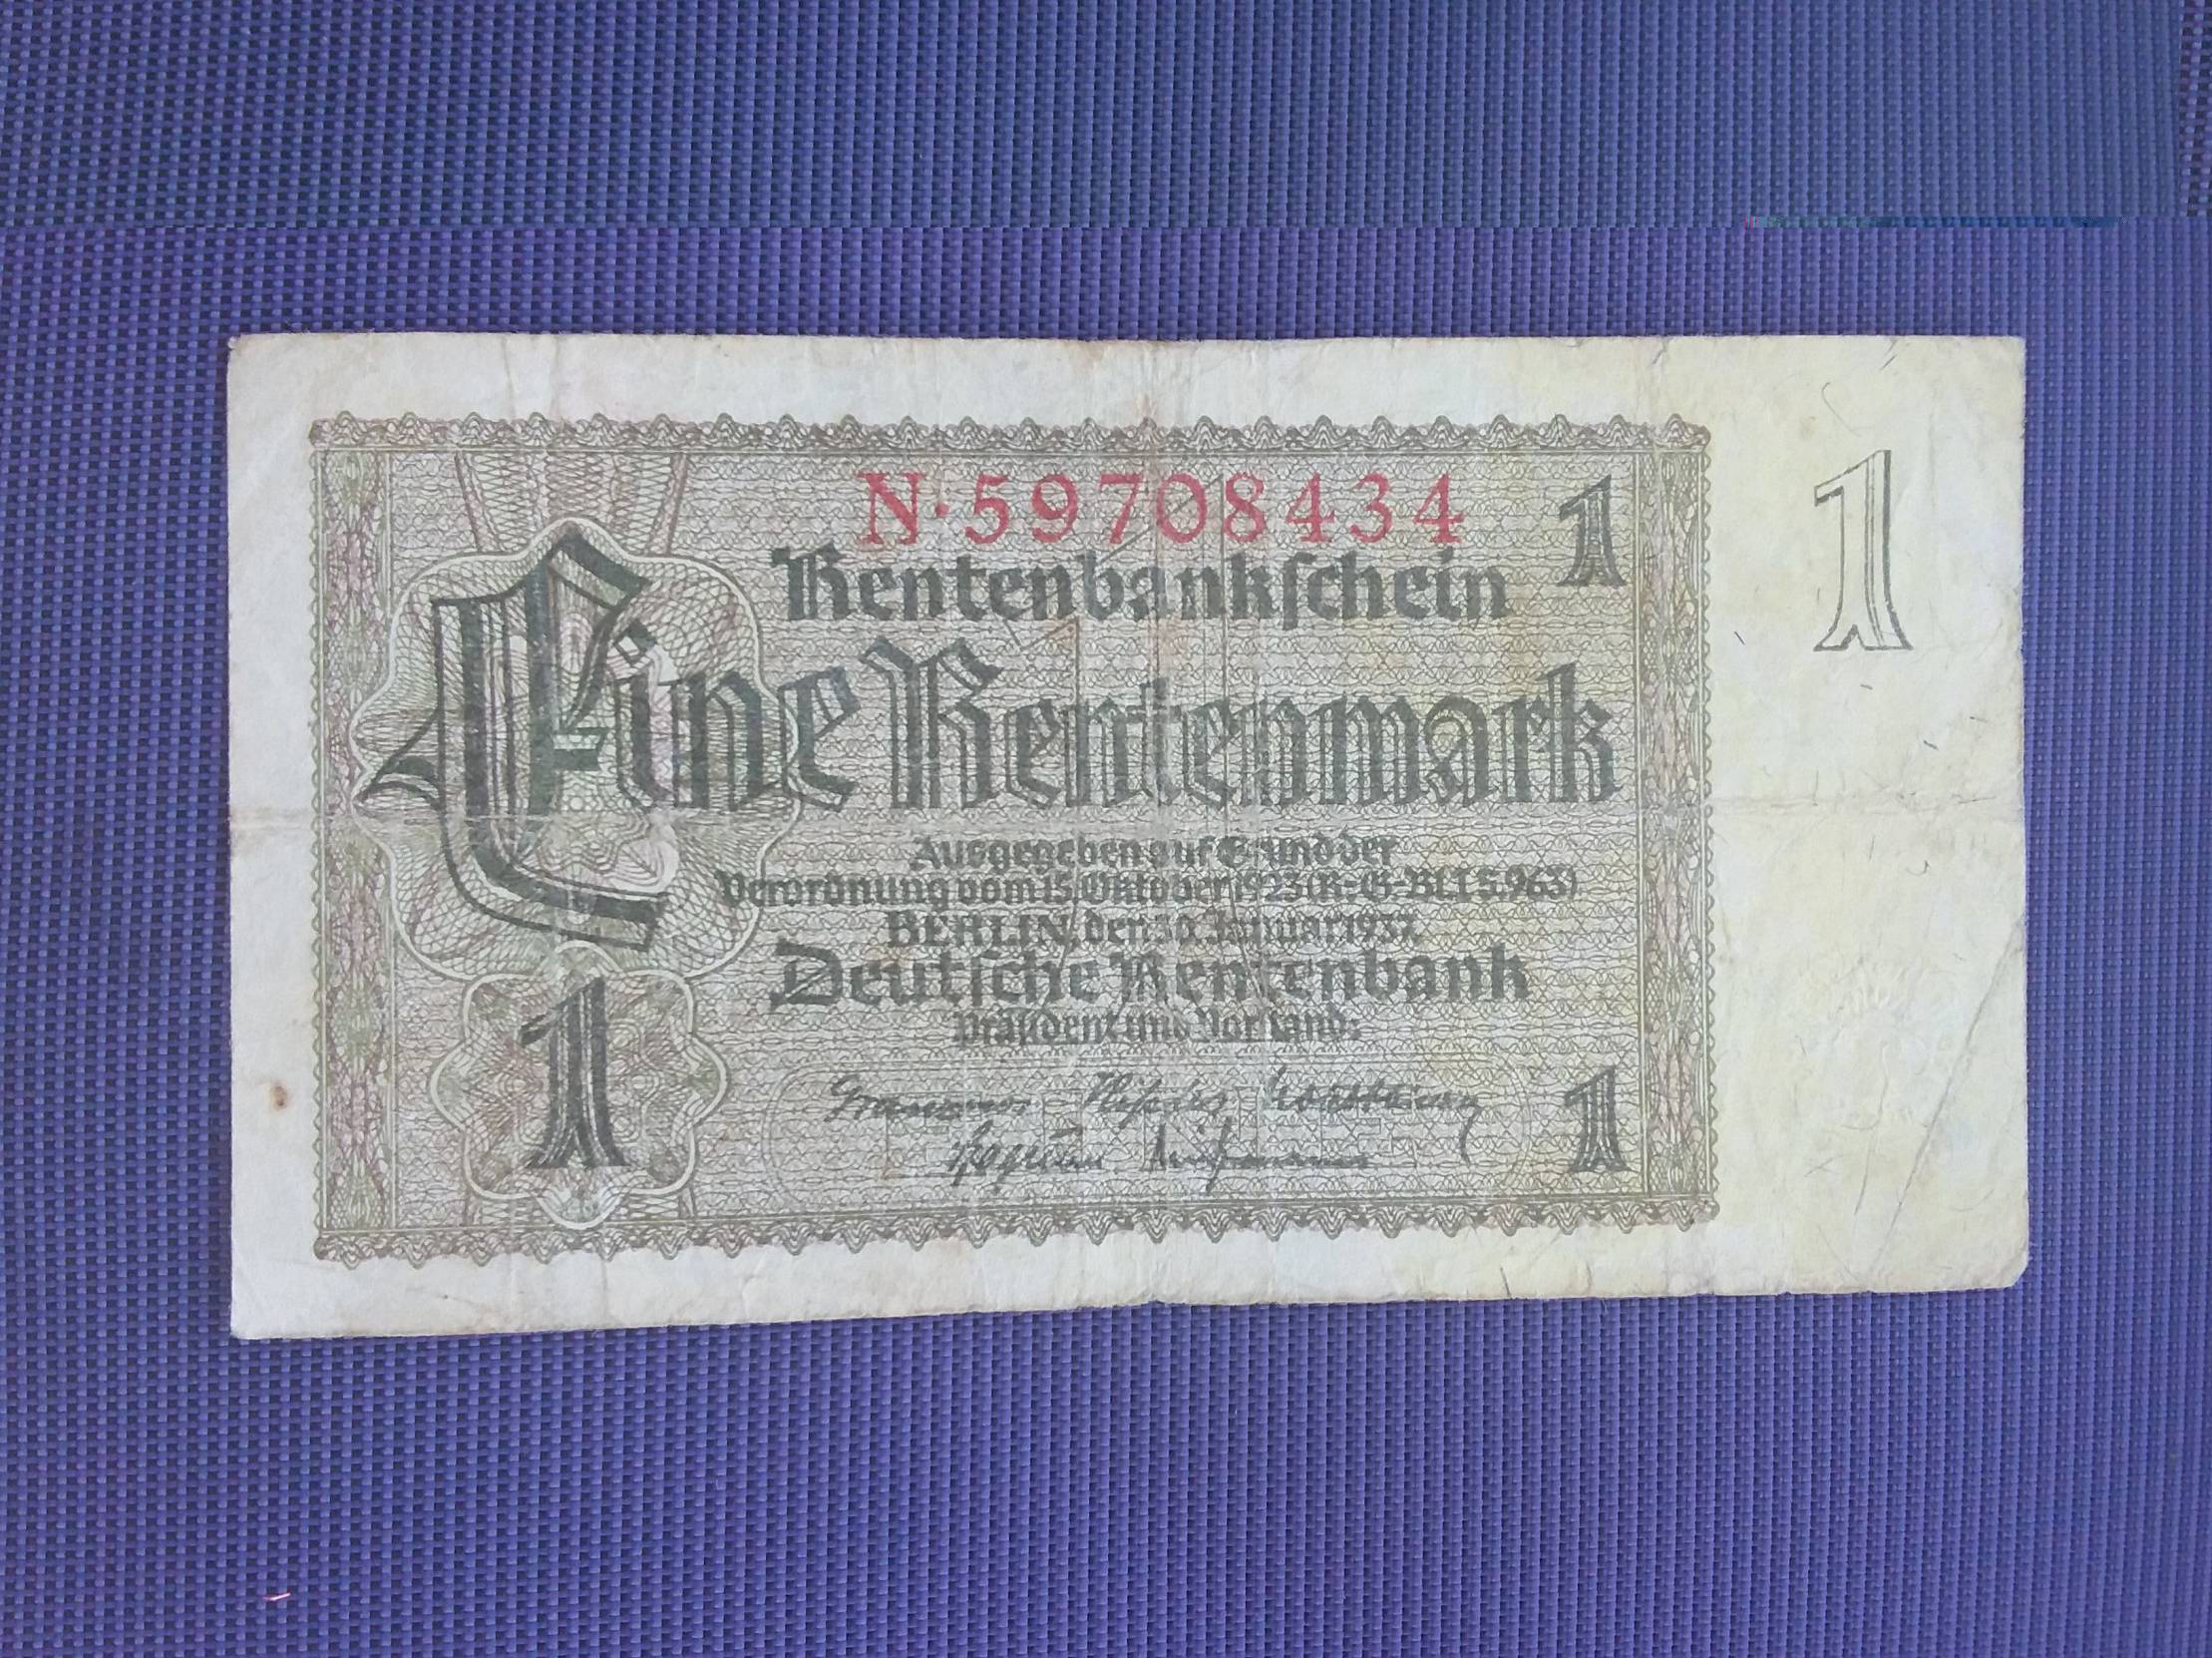 N·59708434
1
1
Rentenbankschein
Eine Rentenmark
Ausgegeben auf Grund der
Verordnung vom 15. Oktober 1923 (R-G-Bl. I S. 963)
BERLIN, den 30. Januar 1937.
Deutsche Rentenbank
Präsident und Vorstand:
1
1